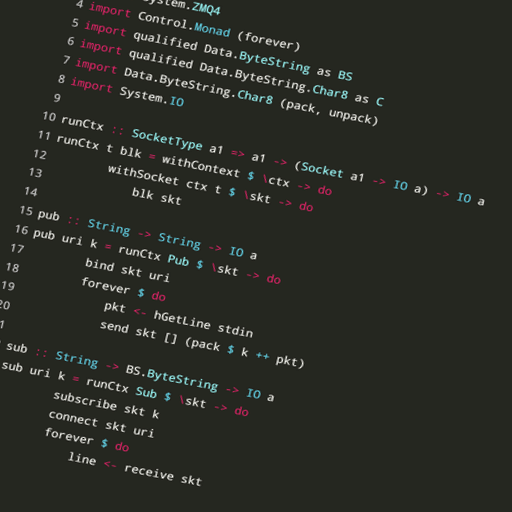 System.ZMQ4
4 import Control.Monad (forever)
5 import qualified Data.ByteString as BS
6 import qualified Data.ByteString.Char8 as C
7 import Data.ByteString.Char8 (pack, unpack)
8 import System.IO
9
10 runCtx :: SocketType a1 => a1 -> (Socket a1 -> IO a) -> IO a
11 runCtx t blk = withContext $ \ctx -> do
12 withSocket ctx t $ \skt -> do
13 blk skt
14
15 pub :: String -> String -> IO a
16 pub uri k = runCtx Pub $ \skt -> do
17 bind skt uri
18 forever $ do
19 pkt <- hGetLine stdin
20 send skt [] (pack $ k ++ pkt)
1
sub :: String -> BS.ByteString -> IO a
sub uri k = runCtx Sub $ \skt -> do
subscribe skt k
connect skt uri
forever $ do
line <- receive skt